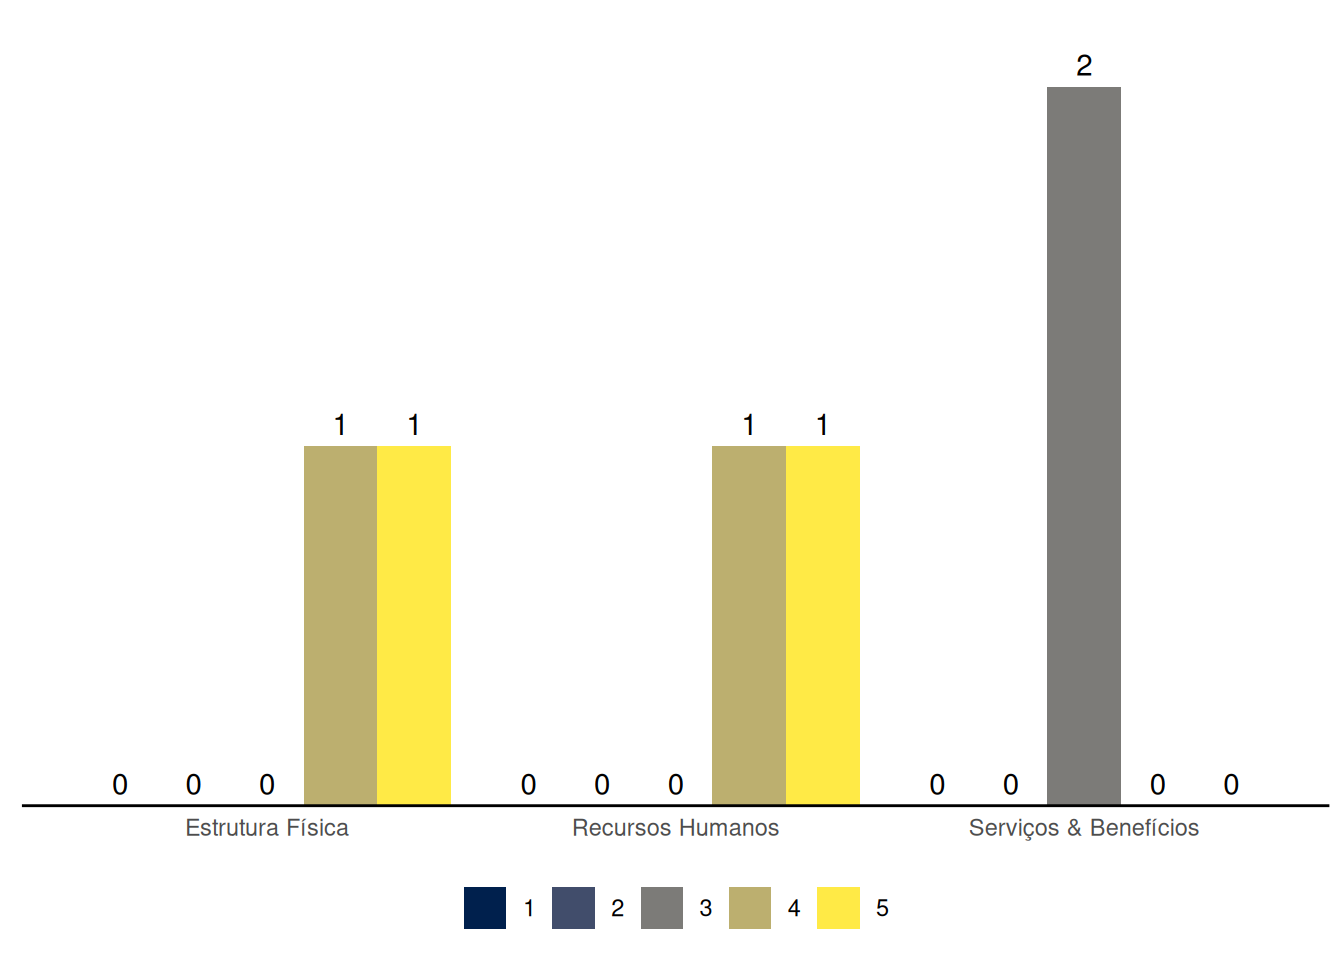 2
1 1 1 1
0 0 0 0 0 0 0 0 0 0
Estrutura Física Recursos Humanos Serviços & Benefícios
1 2 3 4 5